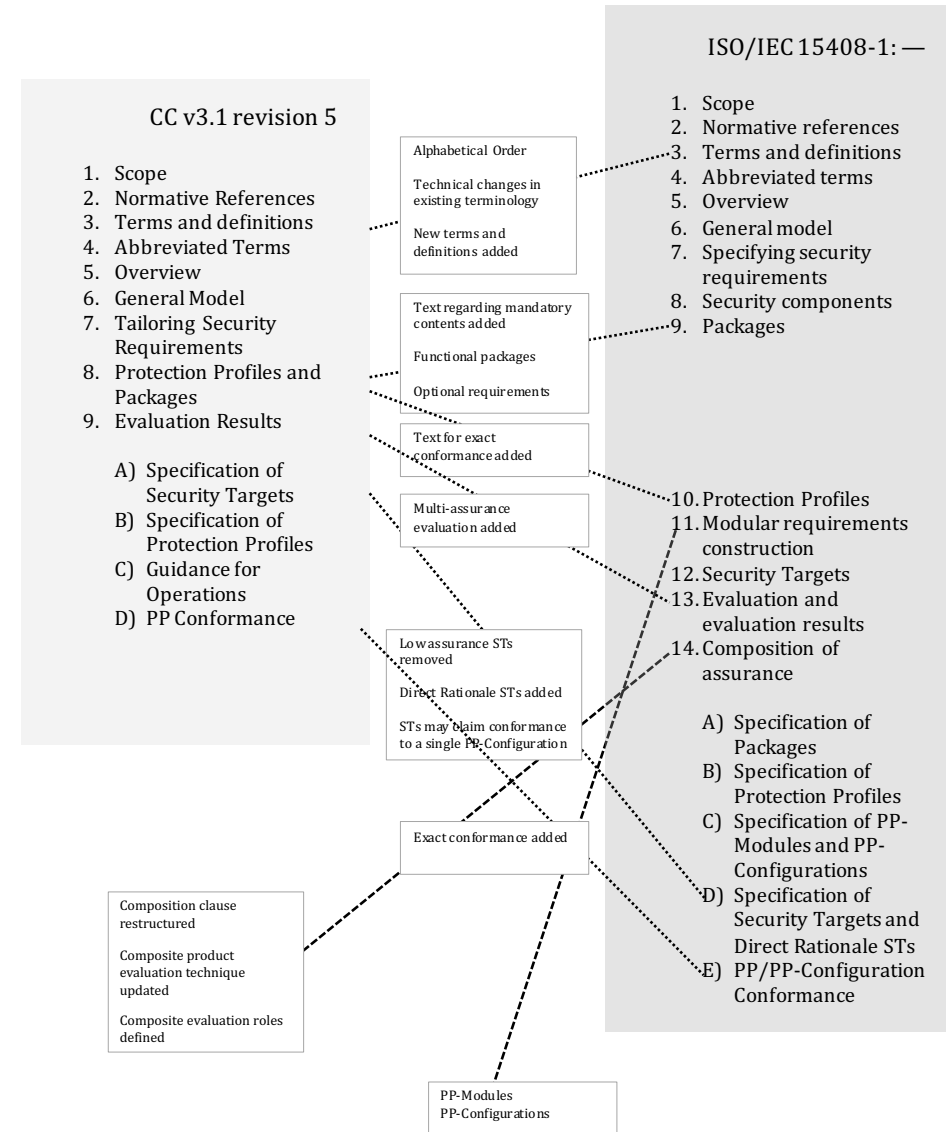 CC v3.1 revision 5
1. Scope
2. Normative References
3. Terms and definitions
4. Abbreviated Terms
5. Overview
6. General Model
7. Tailoring Security
Requirements
8. Protection Profiles and
Packages
9. Evaluation Results
A) Specification of
Security Targets
B) Specification of
Protection Profiles
C) Guidance for
Operations
D) PP Conformance
Alphabetical Order
Technical changes in
existing terminology
New terms and
definitions added
Text regarding mandatory
contents added
Functional packages
Optional requirements
Text for exact
conformance added
Multi-assurance
evaluation added
Low assurance STs
removed
Direct Rationale STs added
STs may claim conformance
to a single PP-Configuration
Exact conformance added
Composition clause
restructured
Composite product
evaluation technique
updated
Composite evaluation roles
defined
PP-Modules
PP-Configurations
ISO/IEC 15408-1: —
1. Scope
2. Normative references
3. Terms and definitions
4. Abbreviated terms
5. Overview
6. General model
7. Specifying security
requirements
8. Security components
9. Packages
10. Protection Profiles
11. Modular requirements
construction
12. Security Targets
13. Evaluation and
evaluation results
14. Composition of
assurance
A) Specification of
Packages
B) Specification of
Protection Profiles
C) Specification of PP-
Modules and PP-
Configurations
D) Specification of
Security Targets and
Direct Rationale STs
E) PP/PP-Configuration
Conformance